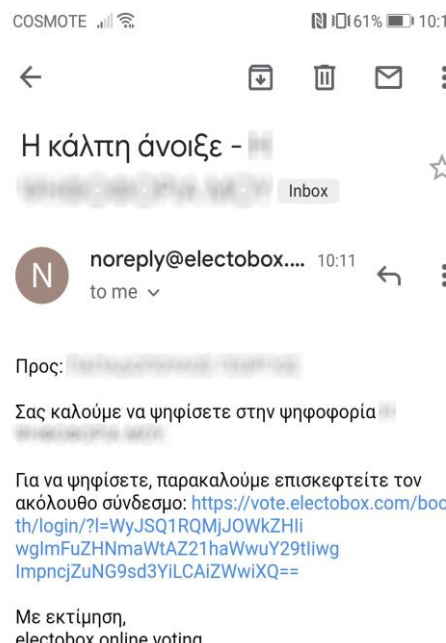 COSMOTE 61% 10:1
Η κάλπη άνοιξε -
Inbox
N
noreply@electobox.... 10:11
to me
Προς:
Σας καλούμε να ψηφίσετε στην ψηφοφορία
Για να ψηφίσετε, παρακαλούμε επισκεφτείτε τον
ακόλουθο σύνδεσμο: https://vote.electobox.com/boo
th/login/?l=WyJSQ1RQMjJOWkZHIi
wgImFuZHNmaWtAZ21haWwuY29tIiwg
ImpncjZuNG9sd3YiLCAiZWwiXQ==
Με εκτίμηση,
electobox online voting